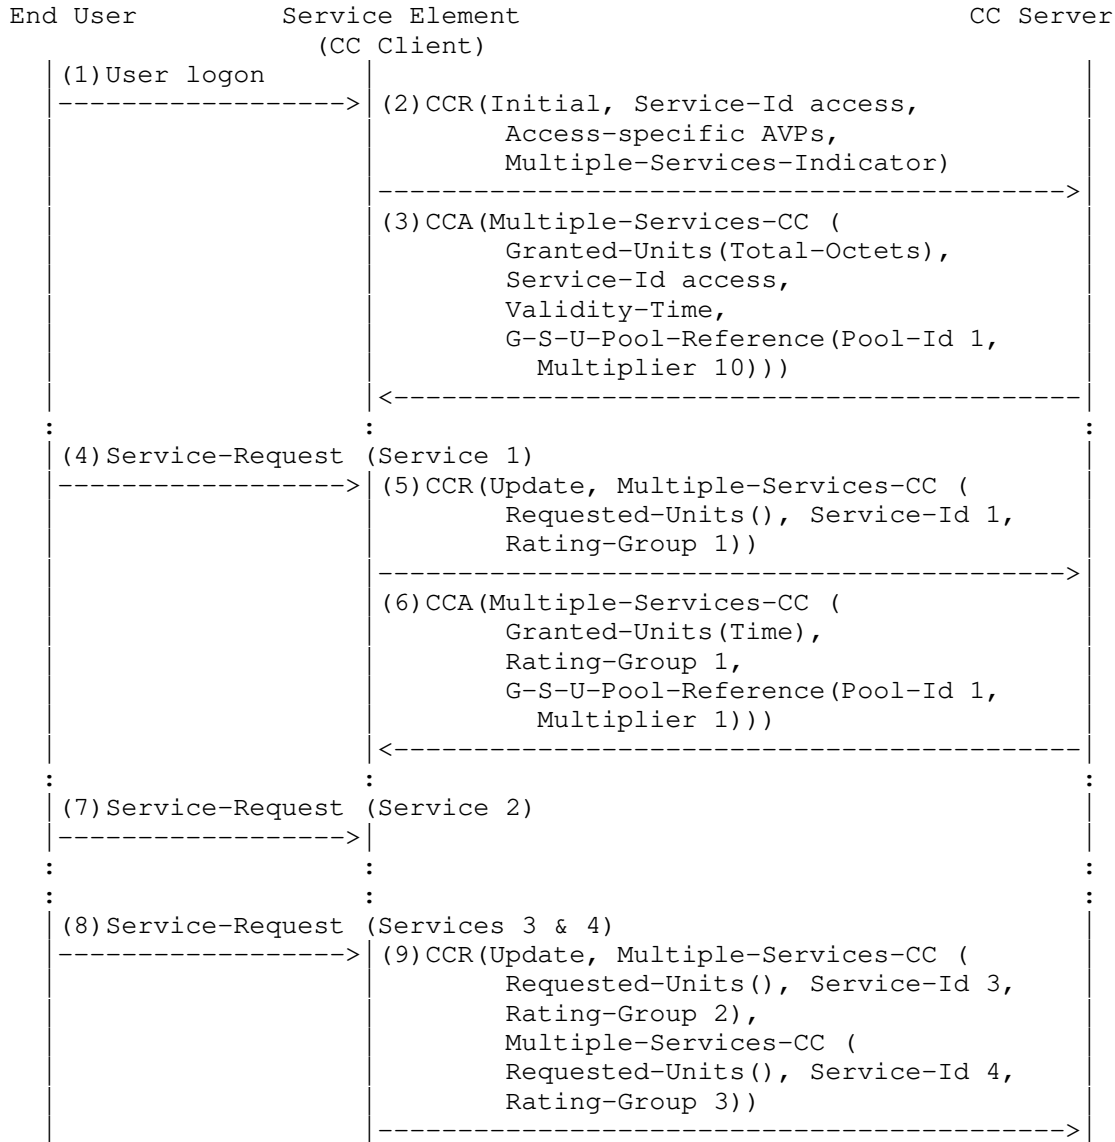 End User Service Element CC Server
(CC Client)
(1)User logon
(2)CCR(Initial, Service-Id access,
Access-specific AVPs,
Multiple-Services-Indicator)
(3)CCA(Multiple-Services-CC (
Granted-Units(Total-Octets),
Service-Id access,
Validity-Time,
G-S-U-Pool-Reference(Pool-Id 1,
Multiplier 10)))
(4)Service-Request (Service 1)
(5)CCR(Update, Multiple-Services-CC (
Requested-Units(), Service-Id 1,
Rating-Group 1))
(6)CCA(Multiple-Services-CC (
Granted-Units(Time),
Rating-Group 1,
G-S-U-Pool-Reference(Pool-Id 1,
Multiplier 1)))
(7)Service-Request (Service 2)
(8)Service-Request (Services 3 & 4)
(9)CCR(Update, Multiple-Services-CC (
Requested-Units(), Service-Id 3,
Rating-Group 2),
Multiple-Services-CC (
Requested-Units(), Service-Id 4,
Rating-Group 3))